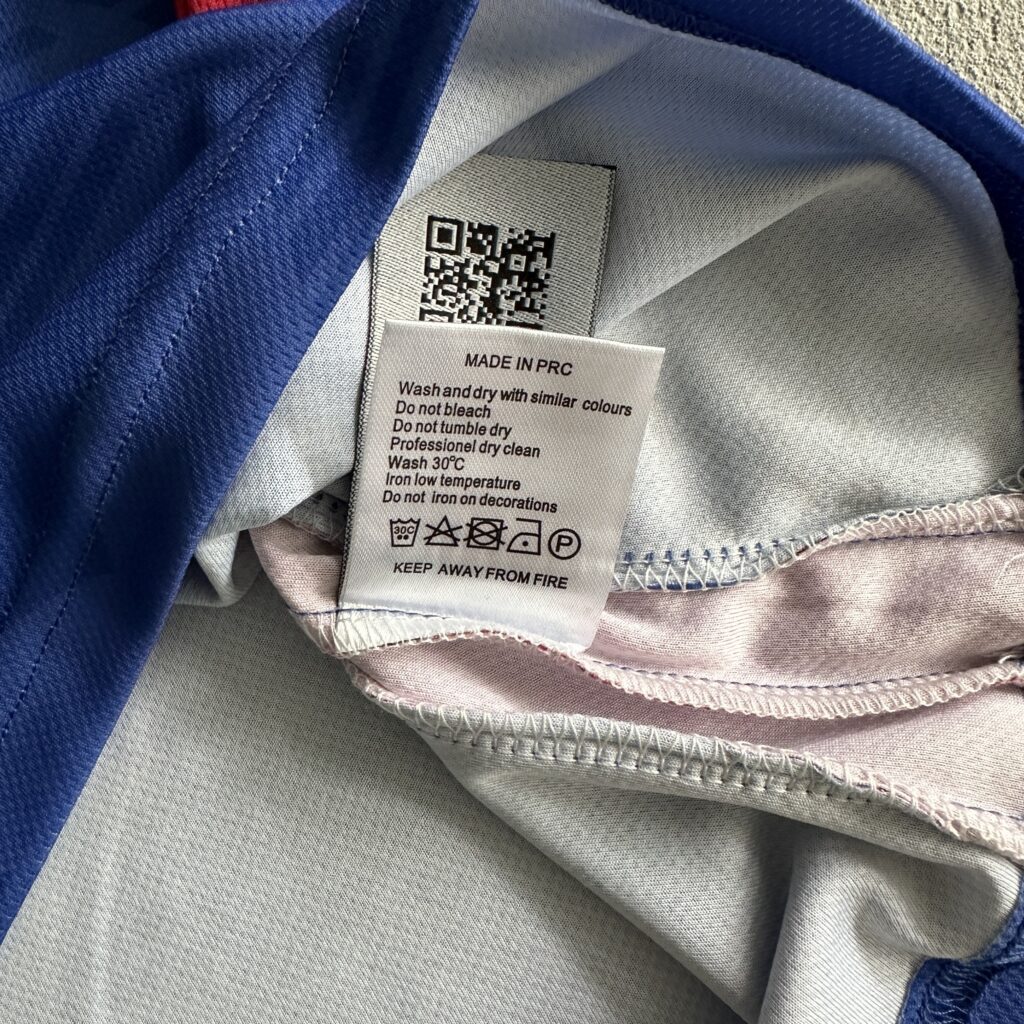 MADE IN PRC
Wash and dry with similar colours
Do not bleach
Do not tumble dry
Professionel dry clean
Wash 30°C
Iron low temperature
Do not iron on decorations
30C
P
KEEP AWAY FROM FIRE